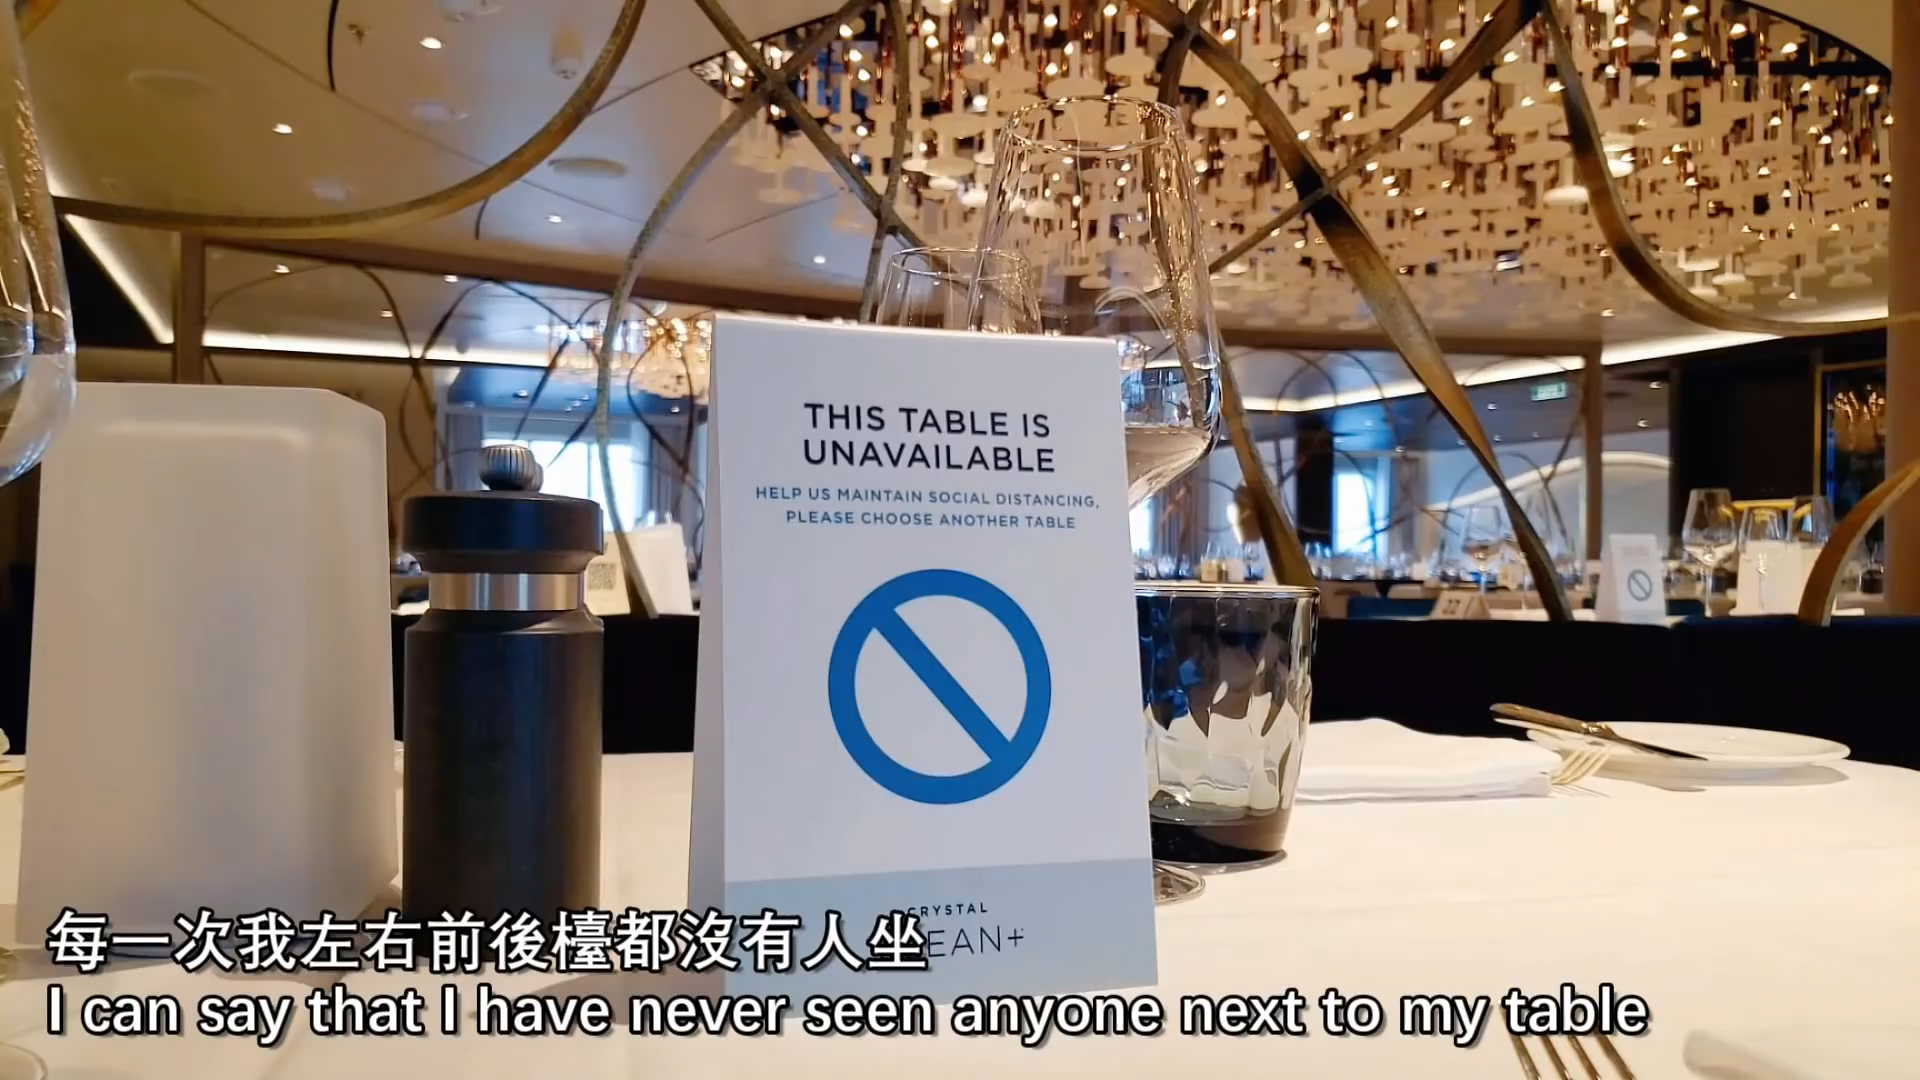 THIS TABLE IS
UNAVAILABLE
HELP US MAINTAIN SOCIAL DISTANCING,
PLEASE CHOOSE ANOTHER TABLE
CRYSTAL
EAN+
22
每一次我左右前後檯都沒有人坐
I can say that I have never seen anyone next to my table